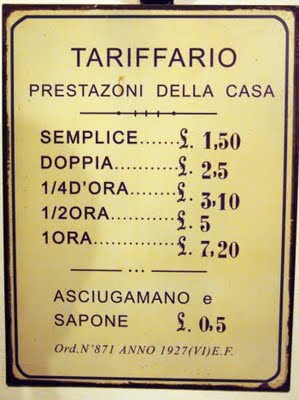 TARIFFARIO
PRESTAZONI DELLA CASA
SEMPLICE.......£. 1,50
DOPPIA..........£. 2,5
1/4D'ORA........£. 3,10
1/2ORA...........£. 5
1ORA..............£. 7,20
ASCIUGAMANO e
SAPONE £. 0,5
Ord.N°871 ANNO 1927(VI)E.F.